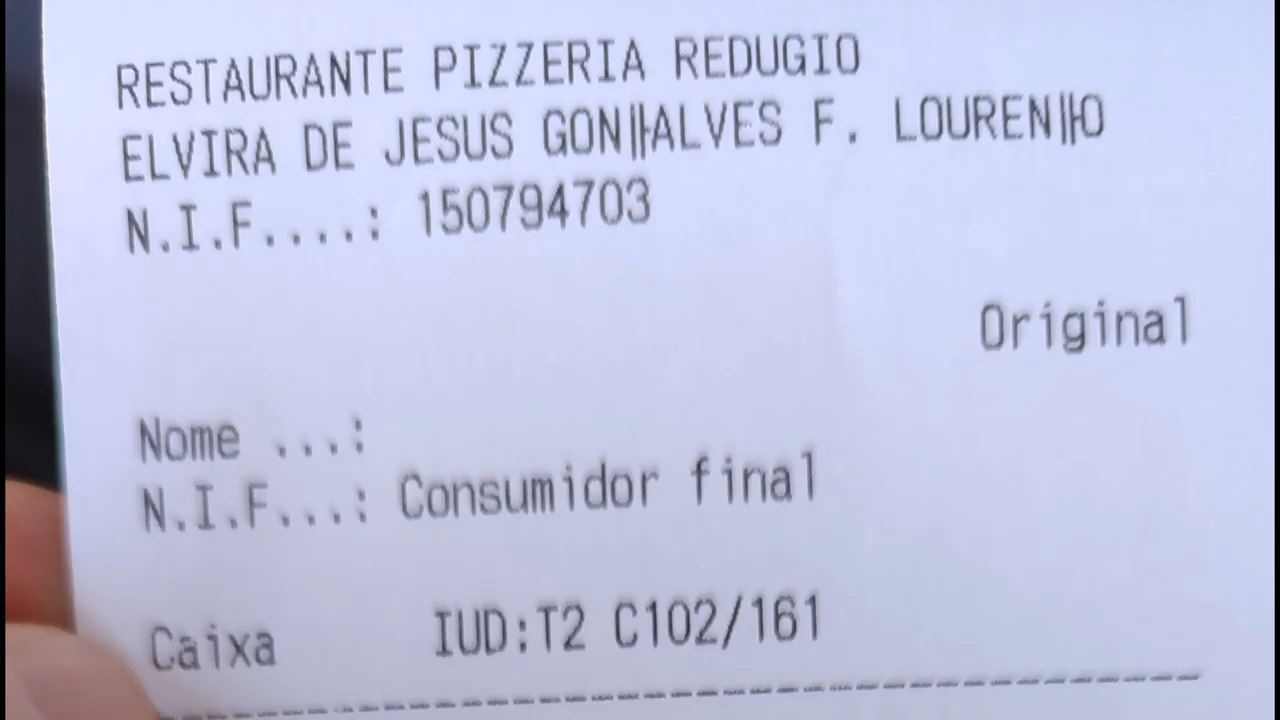 RESTAURANTE PIZZERIA REDUGIO
ELVIRA DE JESUS GON╟ALVES F. LOUREN╟O
N.I.F....: 150794703
Original
Nome ...:
N.I.F...: Consumidor final
Caixa IUD:T2 C102/161